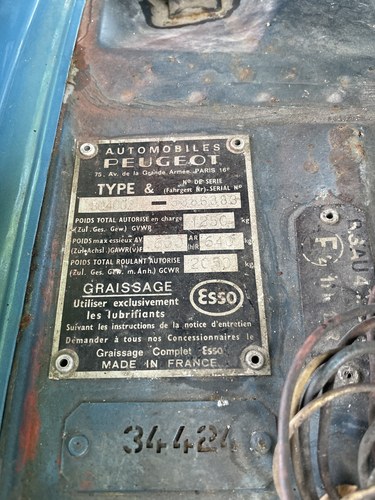 AUTOMOBILES
PEUGEOT
75, Av. de la Grande Armée, PARIS 16e
TYPE & N° DE SÉRIE
(Fahrgest Nr). SERIAL N°
POIDS TOTAL AUTORISÉ en charge
(Zul. Ges. Gew) GVWR 1250 kg
POIDS max essieux AV AR
(Zul.Achsl.)GAWR(v)F kg
POIDS TOTAL ROULANT AUTORISÉ
(Zul. Ges. Gew. m. Anh.) GCWR kg
GRAISSAGE
Utiliser exclusivement
les lubrifiants
Esso
Suivant les instructions de la notice d'entretien
Demander à tous nos Concessionnaires le
Graissage Complet Esso
MADE IN FRANCE
34424